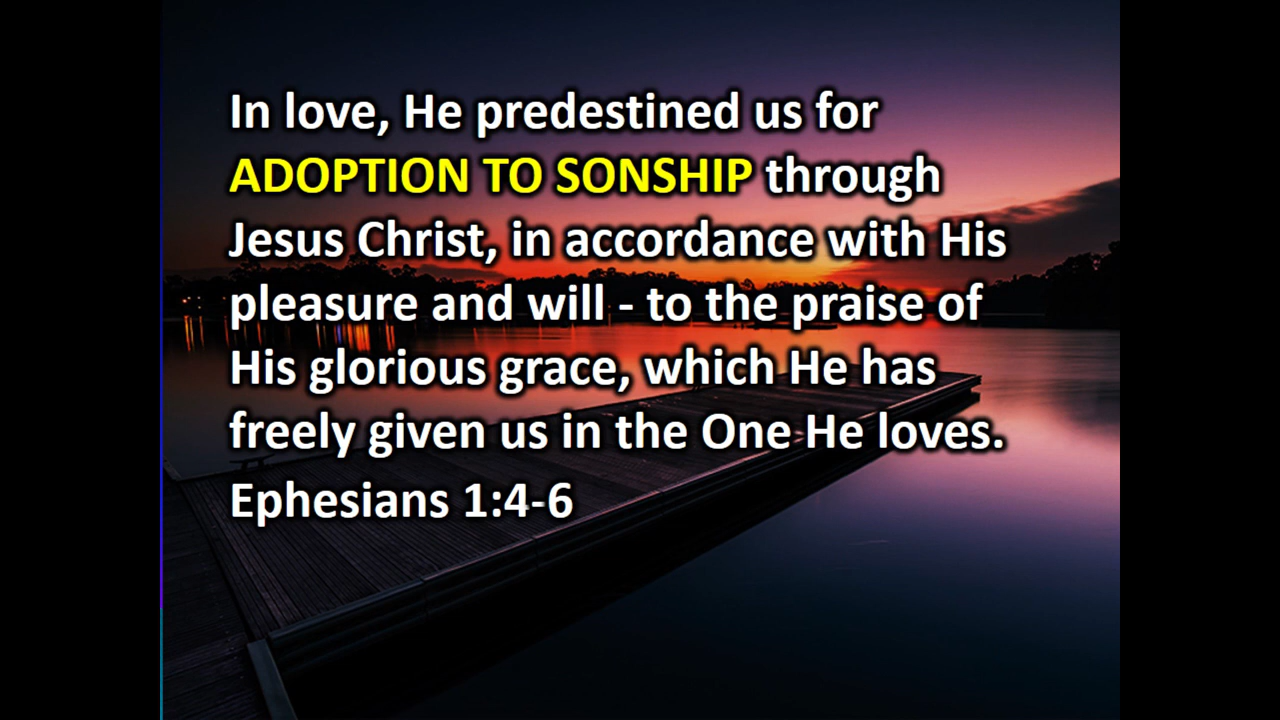 In love, He predestined us for
ADOPTION TO SONSHIP through
Jesus Christ, in accordance with His
pleasure and will - to the praise of
His glorious grace, which He has
freely given us in the One He loves.
Ephesians 1:4-6